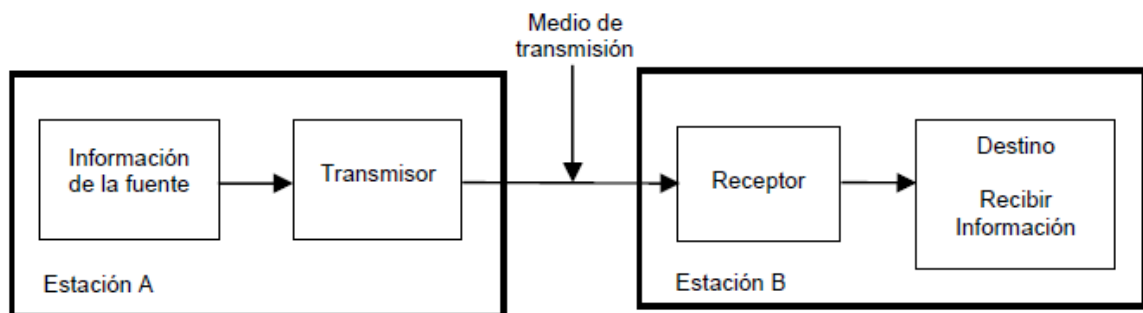 Medio de
transmisión
Información
de la fuente
Transmisor
Estación A
Receptor
Destino
Recibir
Información
Estación B